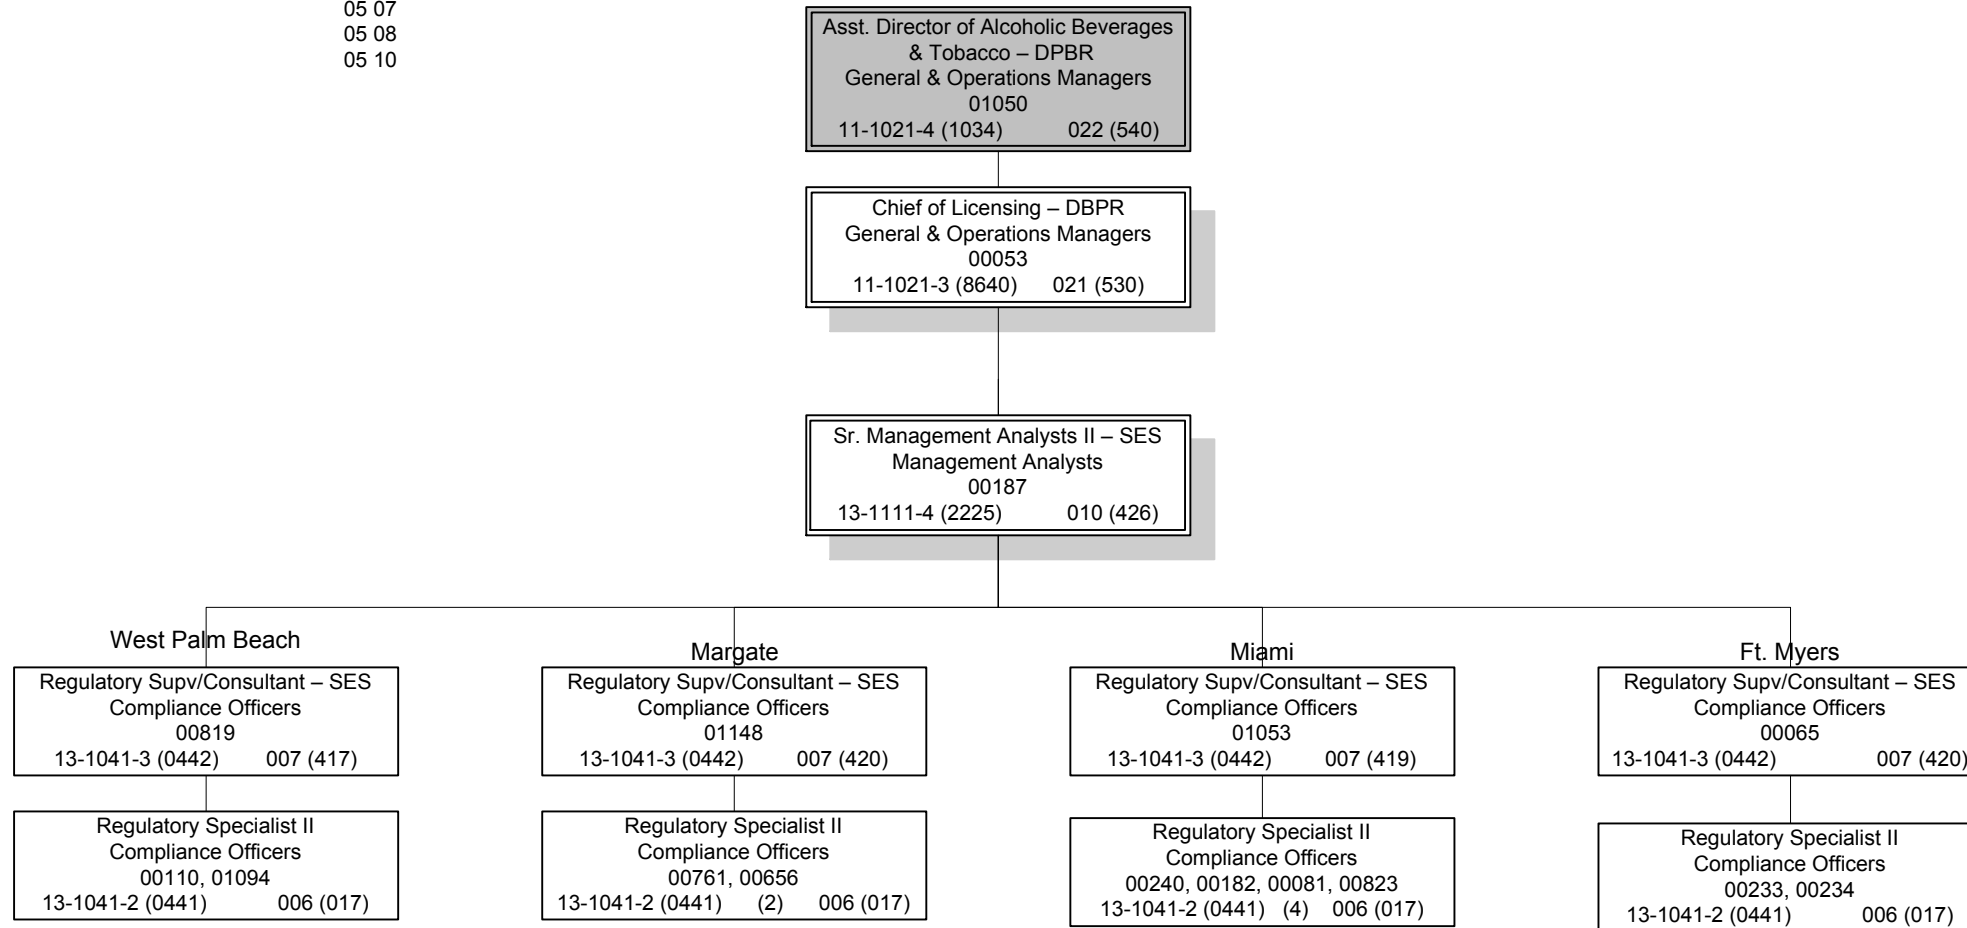 05 07
05 08
05 10
Asst. Director of Alcoholic Beverages
& Tobacco – DPBR
General & Operations Managers
01050
11-1021-4 (1034) 022 (540)
Chief of Licensing – DBPR
General & Operations Managers
00053
11-1021-3 (8640) 021 (530)
Sr. Management Analysts II – SES
Management Analysts
00187
13-1111-4 (2225) 010 (426)
West Palm Beach
Regulatory Supv/Consultant – SES
Compliance Officers
00819
13-1041-3 (0442) 007 (417)
Regulatory Specialist II
Compliance Officers
00110, 01094
13-1041-2 (0441) 006 (017)
Margate
Regulatory Supv/Consultant – SES
Compliance Officers
01148
13-1041-3 (0442) 007 (420)
Regulatory Specialist II
Compliance Officers
00761, 00656
13-1041-2 (0441) (2) 006 (017)
Miami
Regulatory Supv/Consultant – SES
Compliance Officers
01053
13-1041-3 (0442) 007 (419)
Regulatory Specialist II
Compliance Officers
00240, 00182, 00081, 00823
13-1041-2 (0441) (4) 006 (017)
Ft. Myers
Regulatory Supv/Consultant – SES
Compliance Officers
00065
13-1041-3 (0442) 007 (420)
Regulatory Specialist II
Compliance Officers
00233, 00234
13-1041-2 (0441) 006 (017)